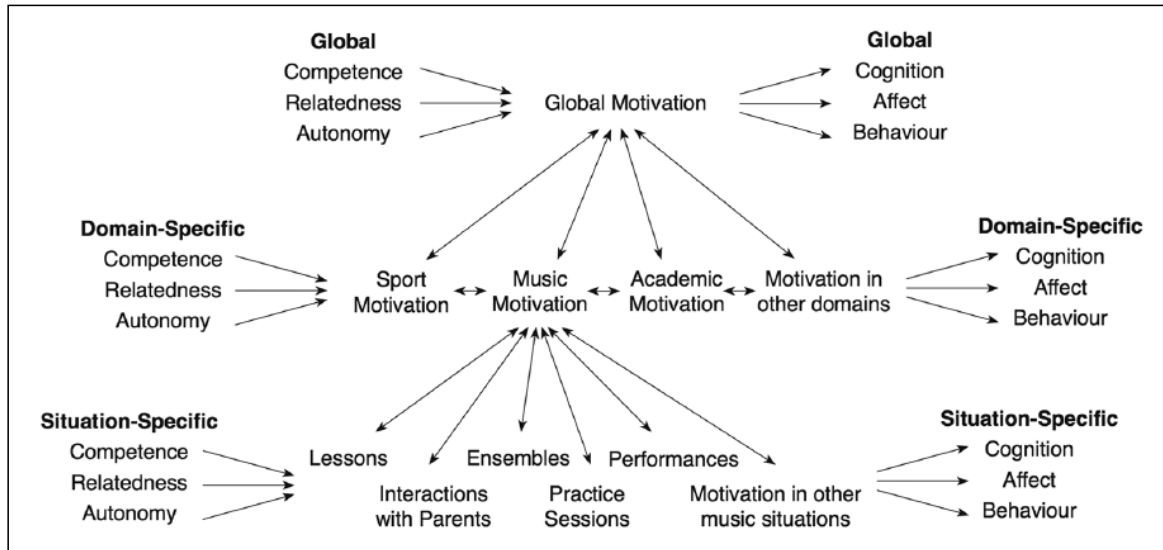 Global
Competence
Relatedness
Autonomy
Global Motivation
Global
Cognition
Affect
Behaviour
Domain-Specific
Competence
Relatedness
Autonomy
Sport
Motivation
Music
Motivation
Academic
Motivation
Motivation in
other domains
Domain-Specific
Cognition
Affect
Behaviour
Situation-Specific
Competence
Relatedness
Autonomy
Lessons
Interactions
with Parents
Ensembles
Practice
Sessions
Performances
Motivation in other
music situations
Situation-Specific
Cognition
Affect
Behaviour